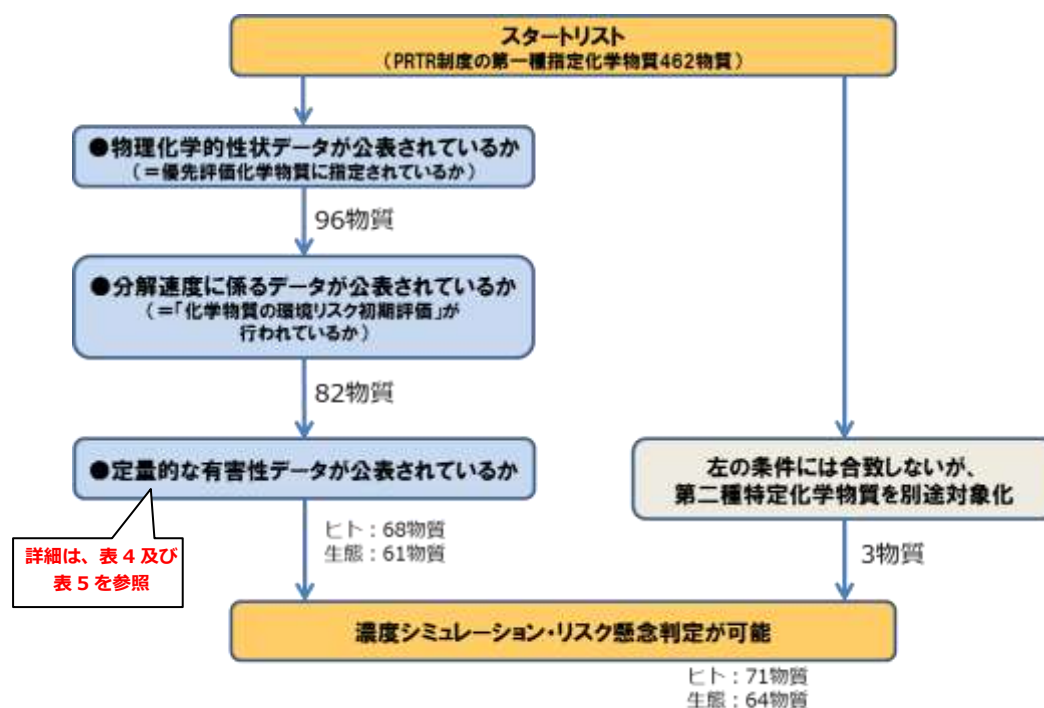 スタートリスト
（PRTR制度の第一種指定化学物質462物質）
●物理化学的性状データが公表されているか
（＝優先評価化学物質に指定されているか）
96物質
●分解速度に係るデータが公表されているか
（＝「化学物質の環境リスク初期評価」が
行われているか）
82物質
●定量的な有害性データが公表されているか
左の条件には合致しないが、
第二種特定化学物質を別途対象化
ヒト：68物質
生態：61物質
詳細は、表４及び
表５を参照
3物質
濃度シミュレーション・リスク懸念判定が可能
ヒト：71物質
生態：64物質